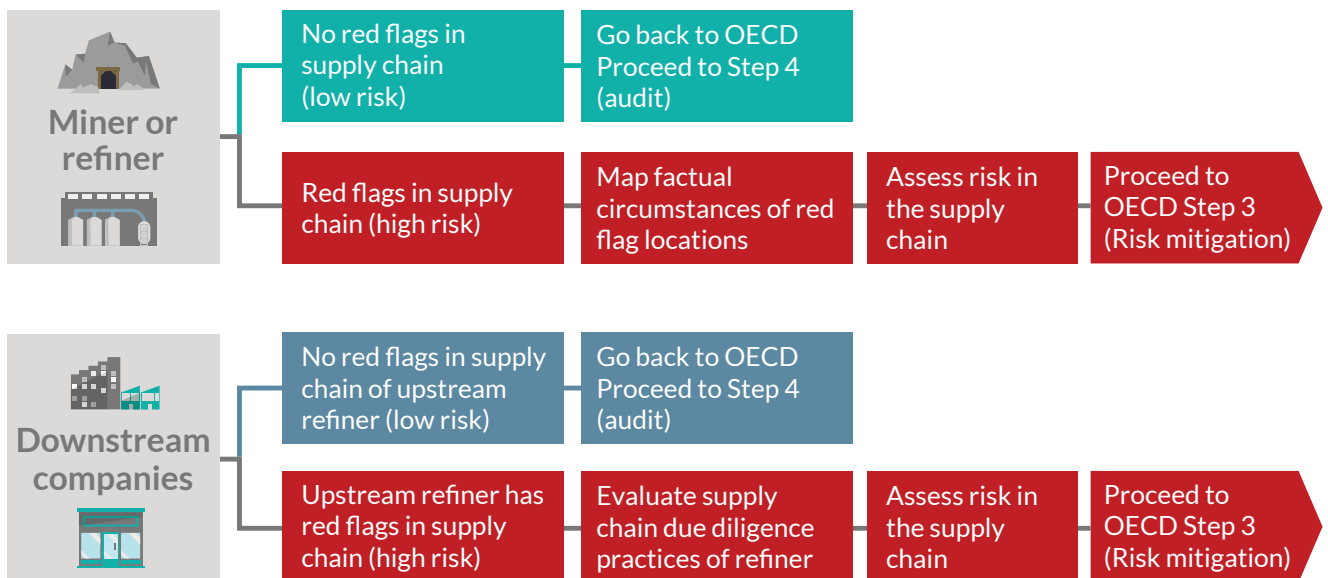 Miner or
refiner
No red flags in
supply chain
(low risk)
Go back to OECD
Proceed to Step 4
(audit)
Red flags in supply
chain (high risk)
Map factual
circumstances of red
flag locations
Assess risk in
the supply
chain
Proceed to
OECD Step 3
(Risk mitigation)
Downstream
companies
No red flags in supply
chain of upstream
refiner (low risk)
Go back to OECD
Proceed to Step 4
(audit)
Upstream refiner has
red flags in supply
chain (high risk)
Evaluate supply
chain due diligence
practices of refiner
Assess risk in
the supply
chain
Proceed to
OECD Step 3
(Risk mitigation)